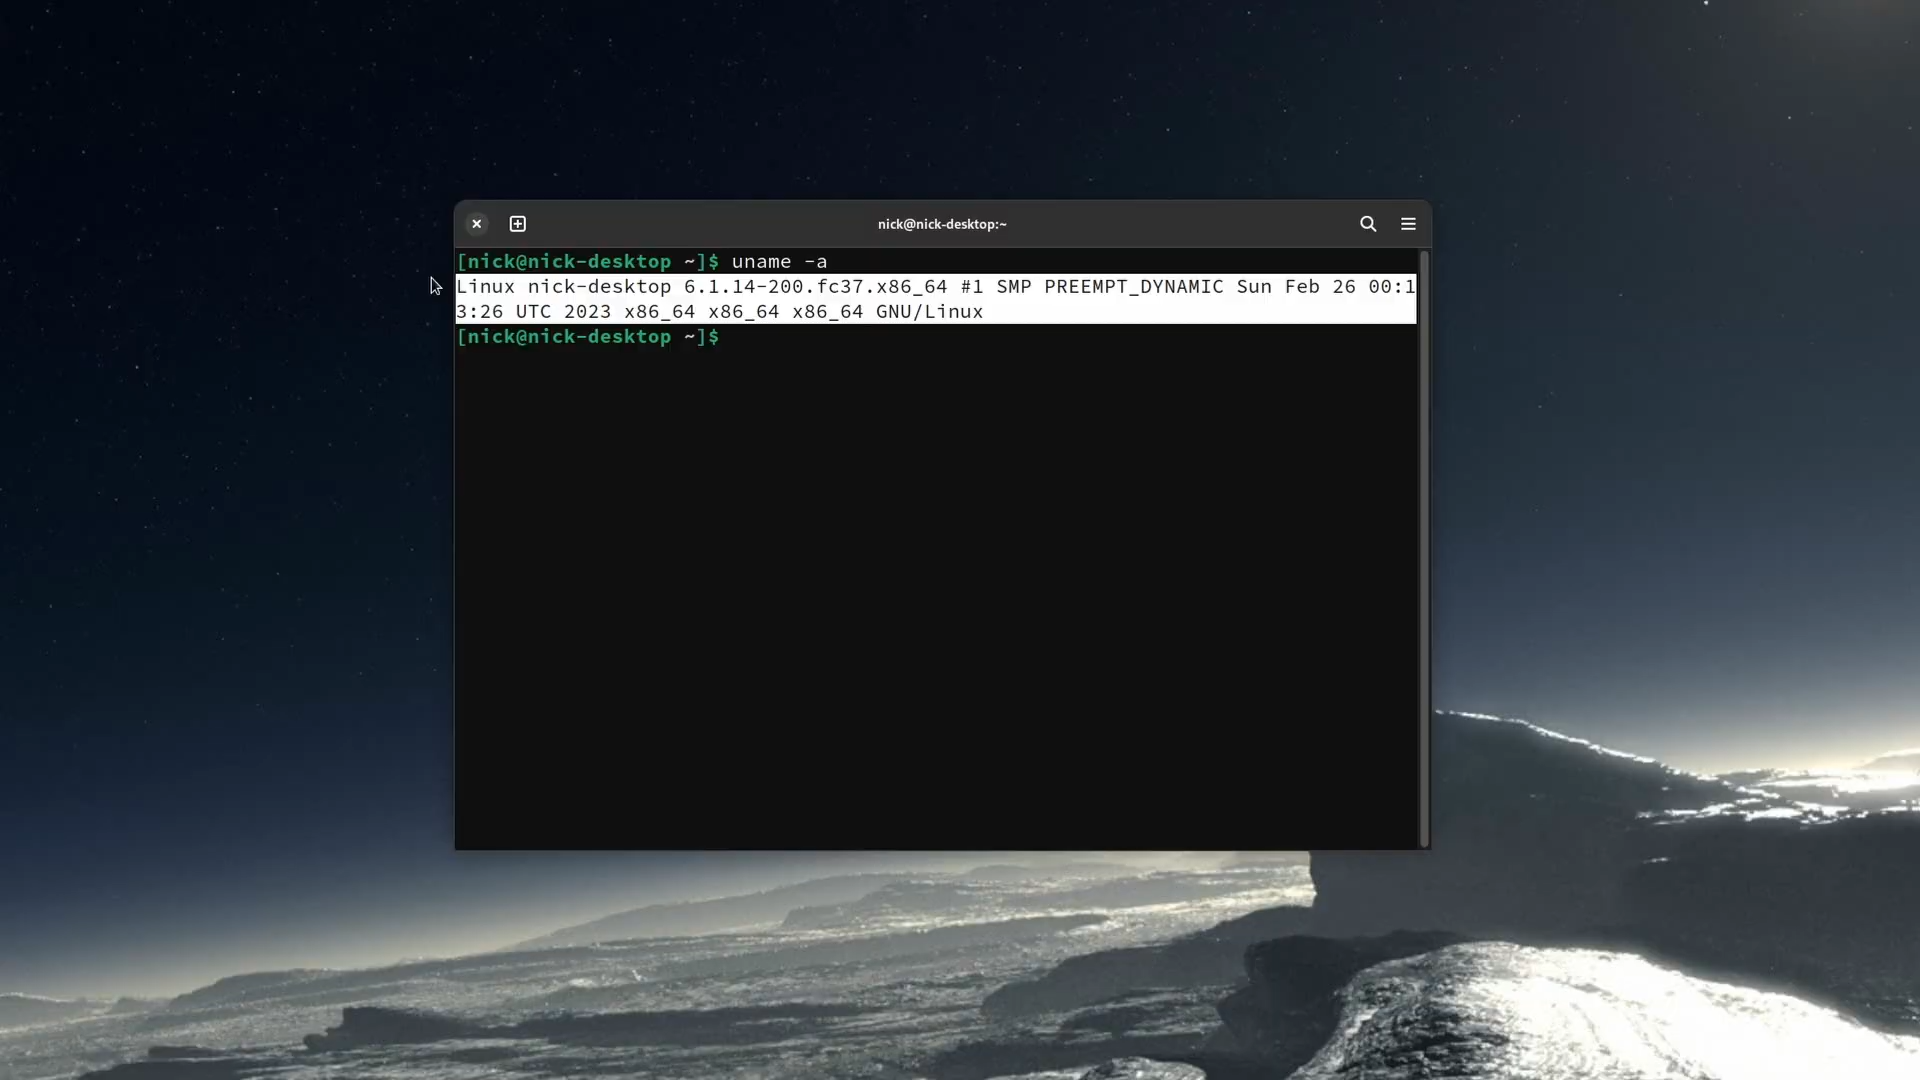 nick@nick-desktop:~
[nick@nick-desktop ~]$ uname -a
Linux nick-desktop 6.1.14-200.fc37.x86_64 #1 SMP PREEMPT_DYNAMIC Sun Feb 26 00:1
3:26 UTC 2023 x86_64 x86_64 x86_64 GNU/Linux
[nick@nick-desktop ~]$